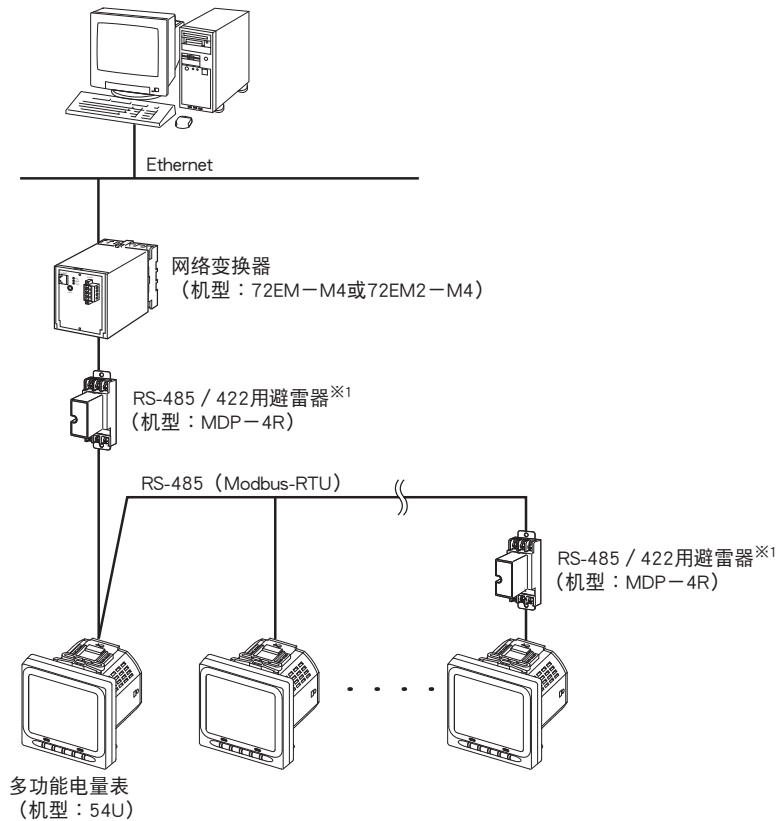 Ethernet
网络变换器
（机型：72EM－M4或72EM2－M4）
RS-485 / 422用避雷器※1
（机型：MDP－4R）
RS-485（Modbus-RTU）
RS-485 / 422用避雷器※1
（机型：MDP－4R）
多功能电量表
（机型：54U）